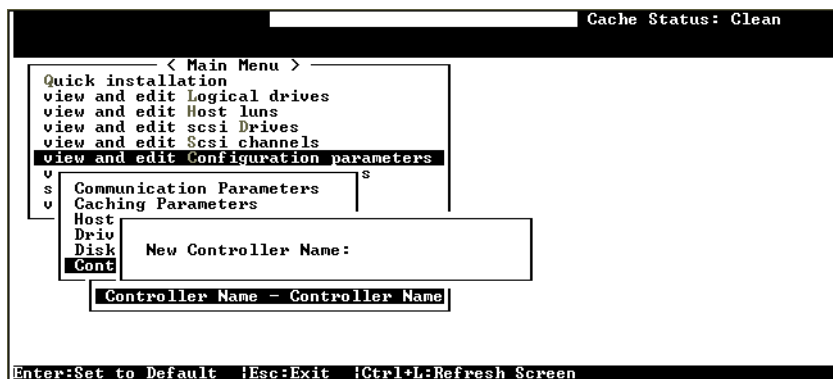 Cache Status: Clean
< Main Menu >
Quick installation
view and edit Logical drives
view and edit Host luns
view and edit scsi Drives
view and edit Scsi channels
view and edit Configuration parameters
v s
s Communication Parameters
v Caching Parameters
Host
Driv
Disk New Controller Name:
Cont
Controller Name - Controller Name
Enter:Set to Default |Esc:Exit |Ctrl+L:Refresh Screen